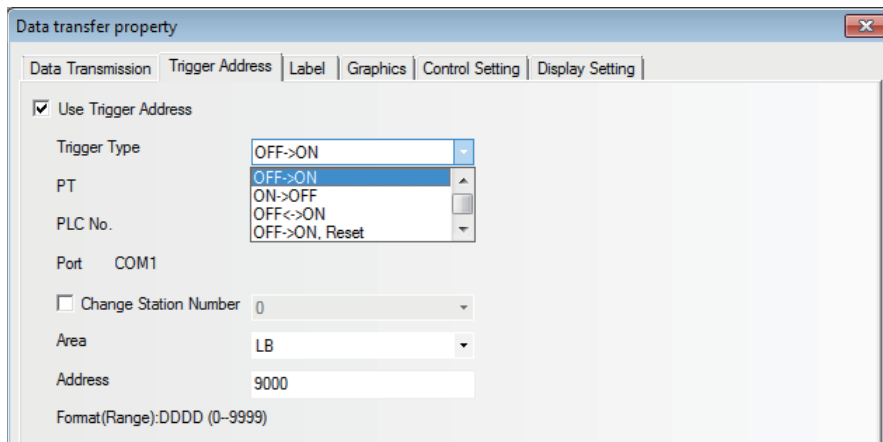 Data transfer property
Data Transmission Trigger Address Label Graphics Control Setting Display Setting
Use Trigger Address
Trigger Type OFF->ON
OFF->ON
PT
ON->OFF
OFF<->ON
PLC No.
OFF->ON, Reset
Port COM1
Change Station Number 0
Area LB
Address 9000
Format(Range):DDDD (0--9999)